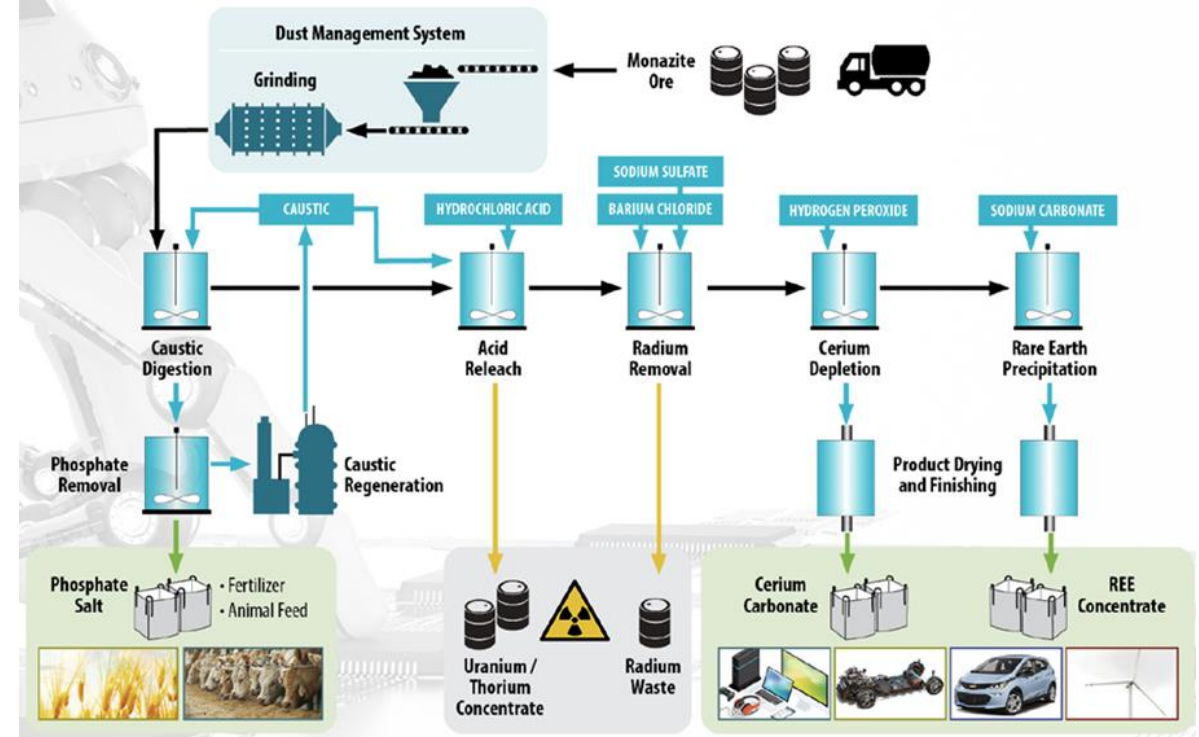 Dust Management System
Grinding
Monazite
Ore
SODIUM SULFATE
CAUSTIC
HYDROCHLORIC ACID
BARIUM CHLORIDE
HYDROGEN PEROXIDE
SODIUM CARBONATE
Caustic
Digestion
Acid
Releach
Radium
Removal
Cerium
Depletion
Rare Earth
Precipitation
Phosphate
Removal
Caustic
Regeneration
Product Drying
and Finishing
Phosphate
Salt
• Fertilizer
• Animal Feed
Uranium /
Thorium
Concentrate
Radium
Waste
Cerium
Carbonate
REE
Concentrate